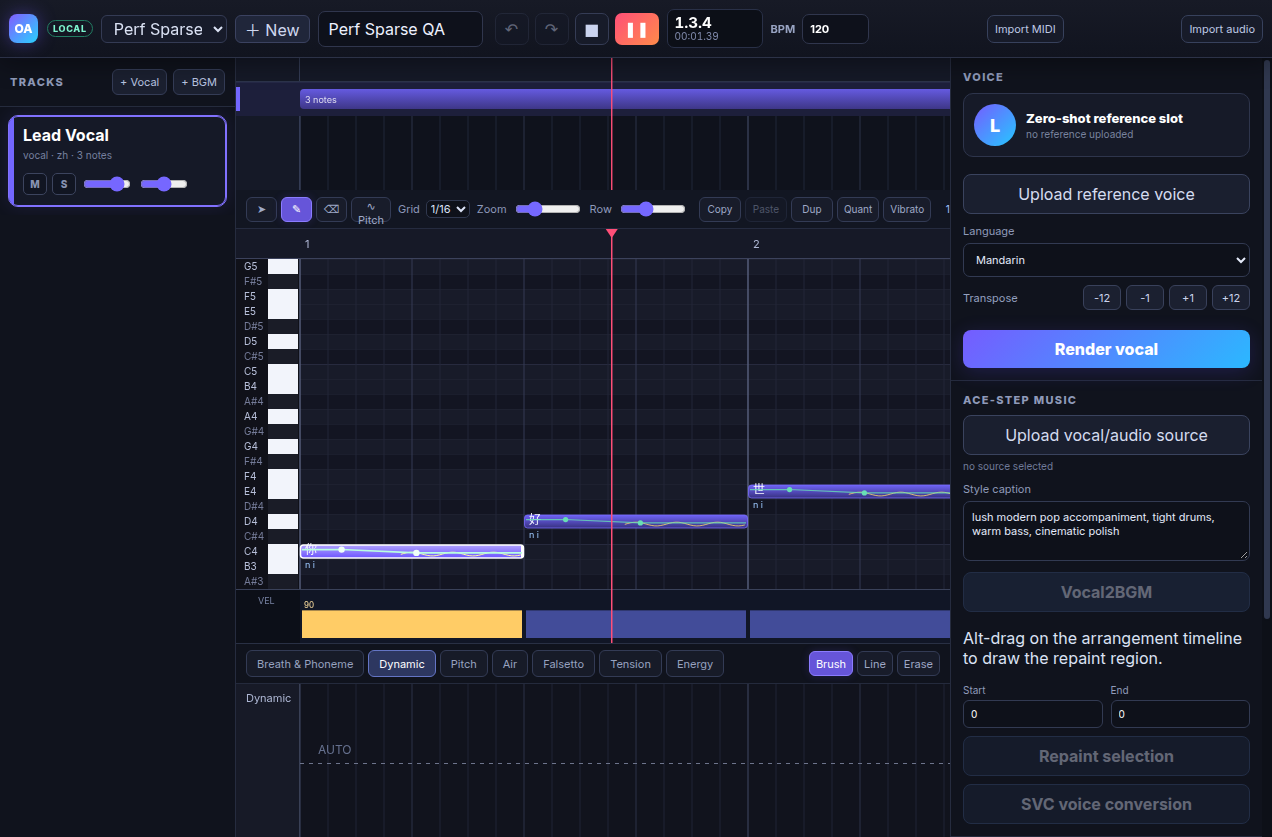 OA LOCAL Perf Sparse + New Perf Sparse QA 1.3.4 BPM 120 Import MIDI Import audio
00:01.39
TRACKS + Vocal + BGM
Lead Vocal
vocal · zh · 3 notes
M S
3 notes
Pitch Grid 1/16 Zoom Row Copy Paste Dup Quant Vibrato 1
1 2
G5
F#5
F5
E5
D#5
D5
C#5
C5
B4
A#4
A4
G#4
G4
F#4
F4
E4 世
D#4 n i
D4 好
C#4 n i
C4 你
B3 n i
A#3
VEL 90
Breath & Phoneme Dynamic Pitch Air Falsetto Tension Energy Brush Line Erase
Dynamic
AUTO
VOICE
L Zero-shot reference slot
no reference uploaded
Upload reference voice
Language
Mandarin
Transpose -12 -1 +1 +12
Render vocal
ACE-STEP MUSIC
Upload vocal/audio source
no source selected
Style caption
lush modern pop accompaniment, tight drums,
warm bass, cinematic polish
Vocal2BGM
Alt-drag on the arrangement timeline
to draw the repaint region.
Start End
0 0
Repaint selection
SVC voice conversion